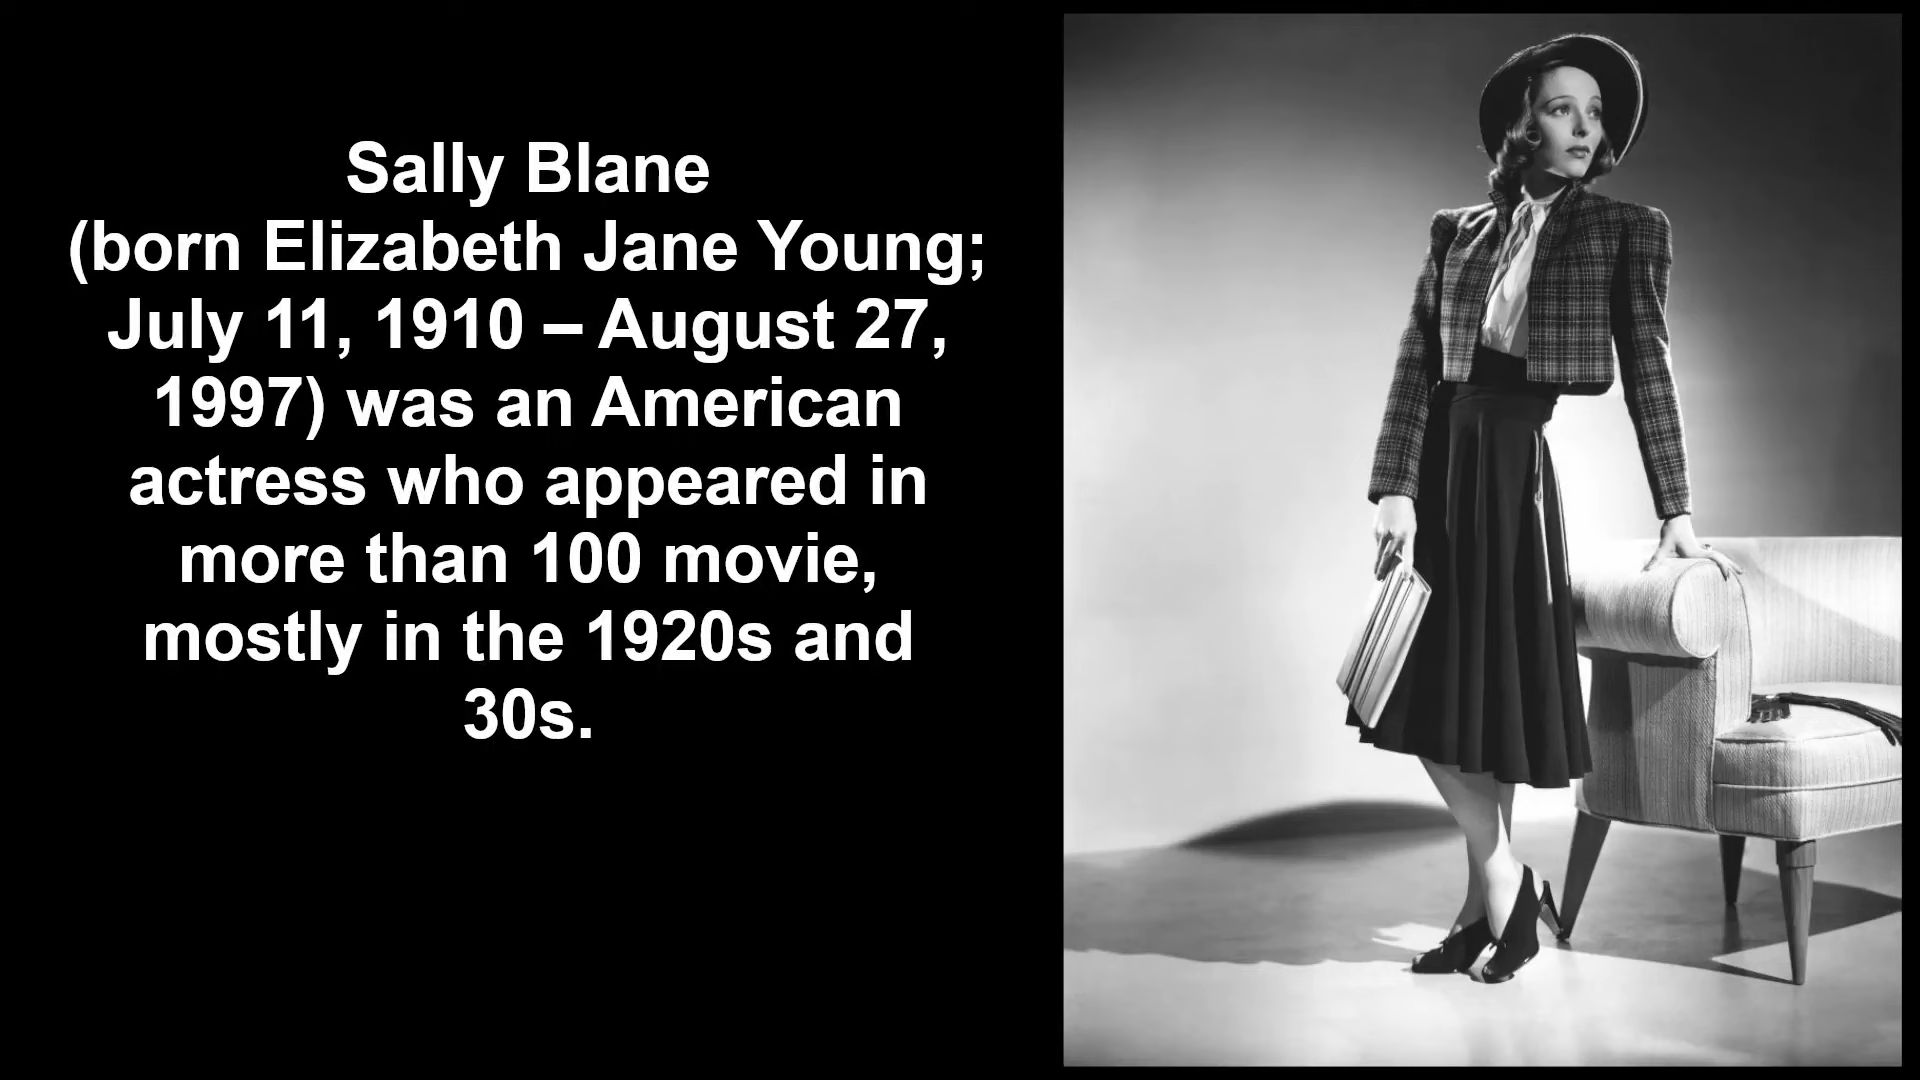 Sally Blane
(born Elizabeth Jane Young;
July 11, 1910 – August 27,
1997) was an American
actress who appeared in
more than 100 movie,
mostly in the 1920s and
30s.